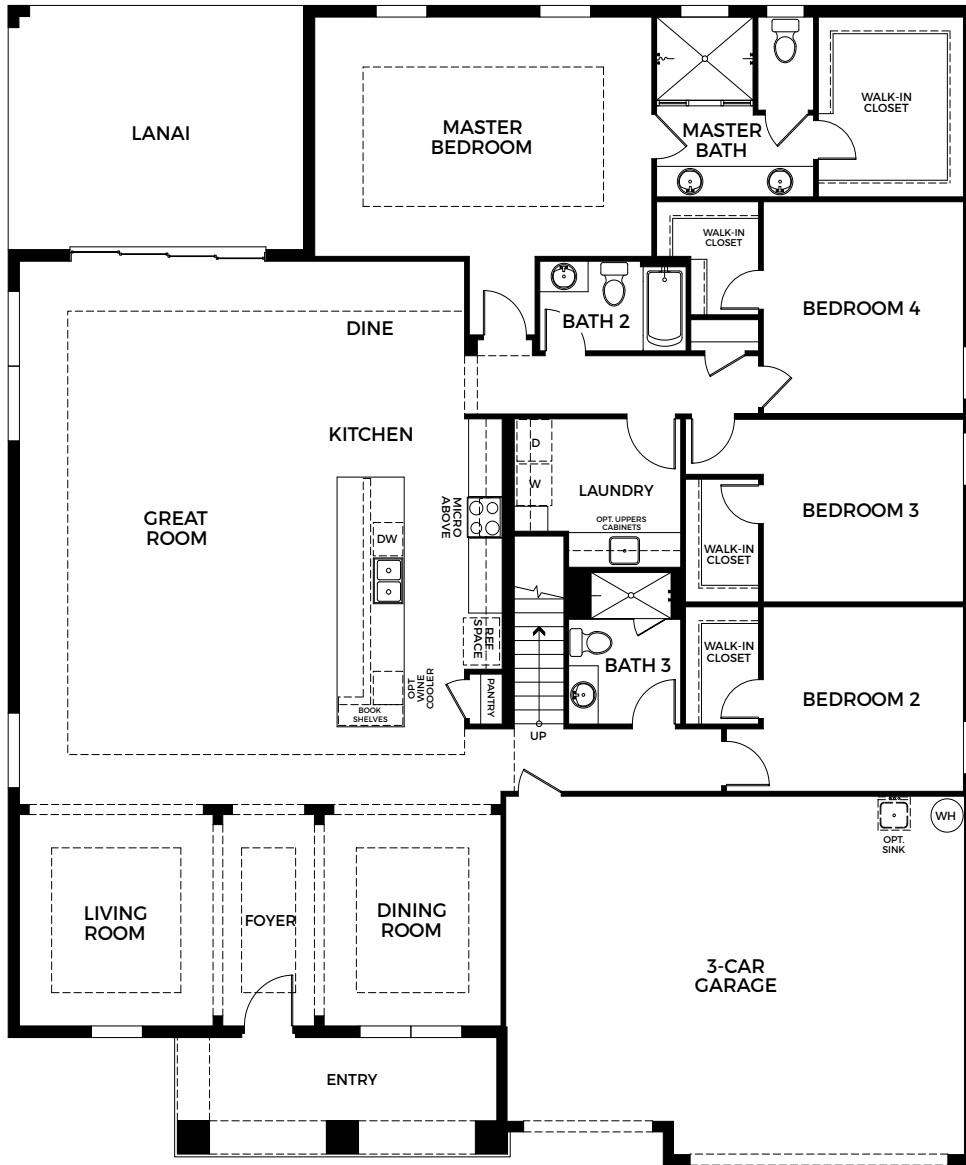 LANAI
MASTER
BEDROOM
MASTER
BATH
WALK-IN
CLOSET
WALK-IN
CLOSET
BEDROOM 4
DINE
BATH 2
KITCHEN
D
W
LAUNDRY
OPT. UPPERS
CABINETS
BEDROOM 3
WALK-IN
CLOSET
GREAT
ROOM
MICRO
ABOVE
DW
REF
SPACE
OPT
WINE
COOLER
BOOK
SHELVES
PANTRY
UP
BATH 3
WALK-IN
CLOSET
BEDROOM 2
OPT.
SINK
WH
LIVING
ROOM
FOYER
DINING
ROOM
3-CAR
GARAGE
ENTRY